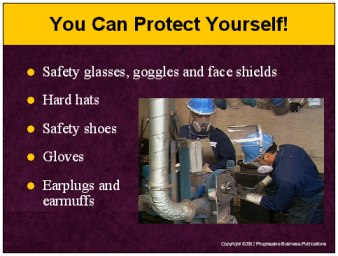 You Can Protect Yourself!
Safety glasses, goggles and face shields
Hard hats
Safety shoes
Gloves
Earplugs and
earmuffs
Copyright ©2002 Progressive Business Publications